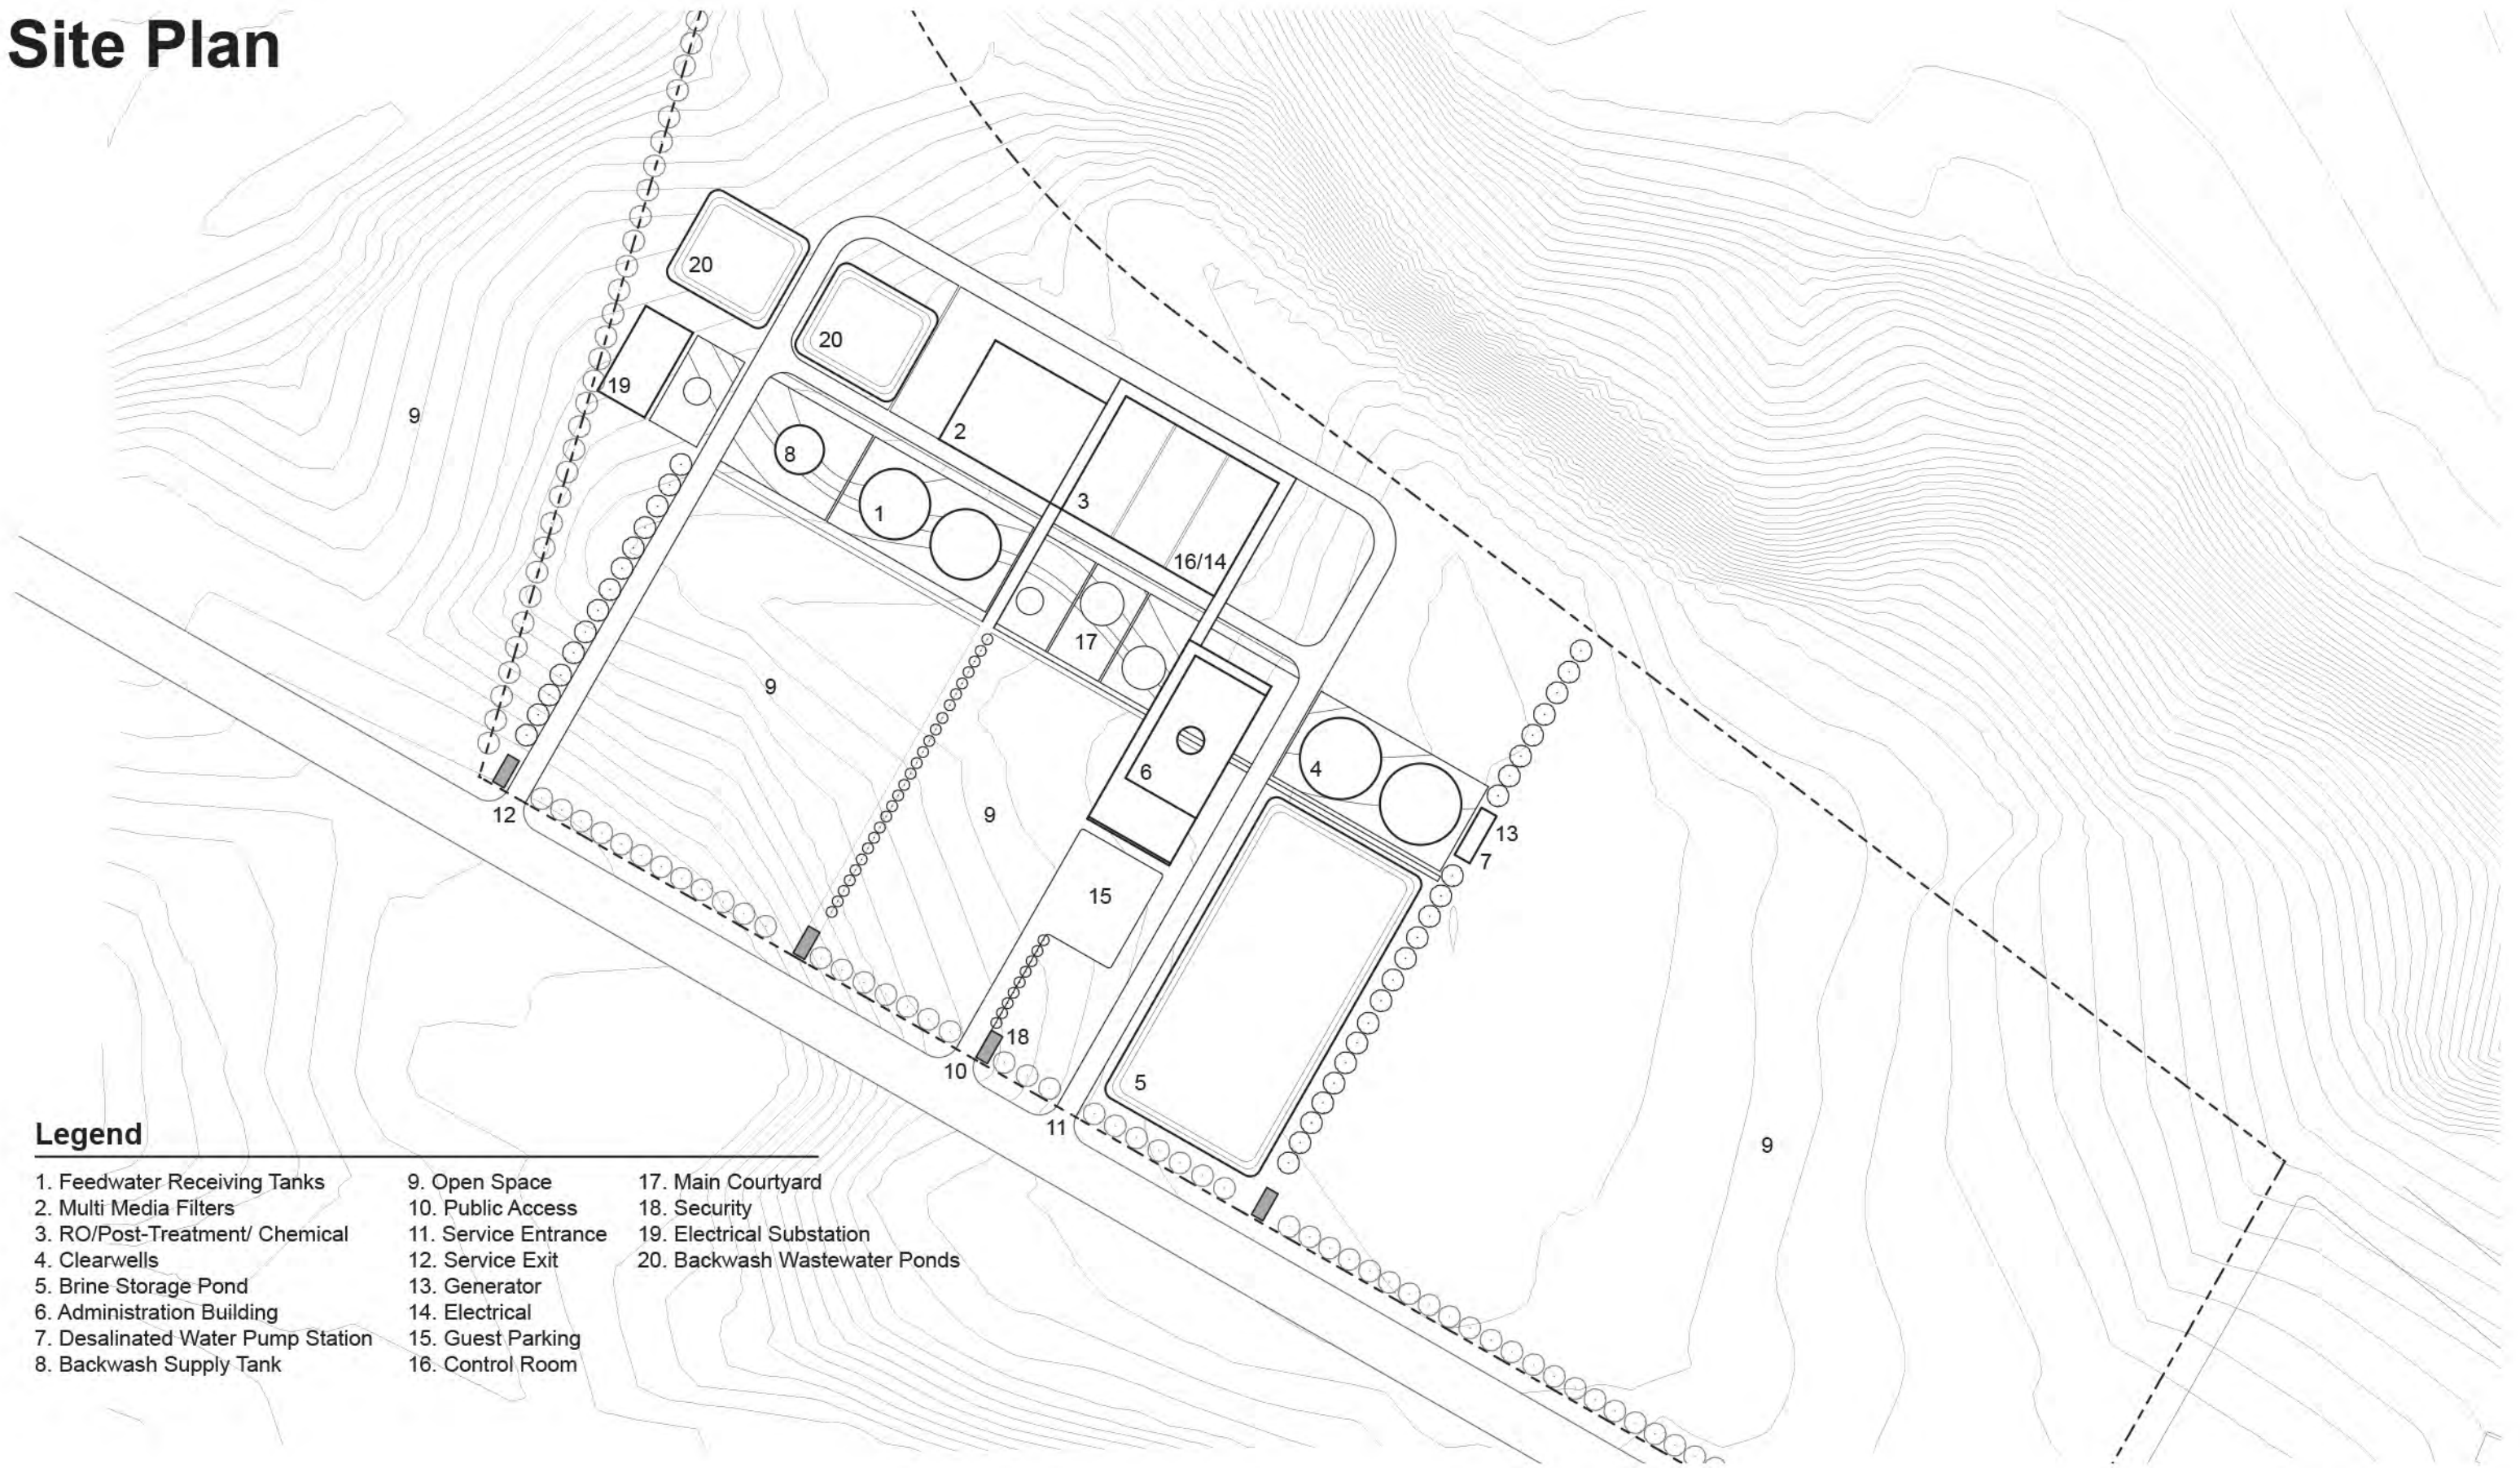 Site Plan
20
20
19
9
2
8
3
1
16/14
17
9
6
4
9
13
7
12
15
18
10
5
11
9
Legend
1. Feedwater Receiving Tanks
2. Multi Media Filters
3. RO/Post-Treatment/ Chemical
4. Clearwells
5. Brine Storage Pond
6. Administration Building
7. Desalinated Water Pump Station
8. Backwash Supply Tank
9. Open Space
10. Public Access
11. Service Entrance
12. Service Exit
13. Generator
14. Electrical
15. Guest Parking
16. Control Room
17. Main Courtyard
18. Security
19. Electrical Substation
20. Backwash Wastewater Ponds